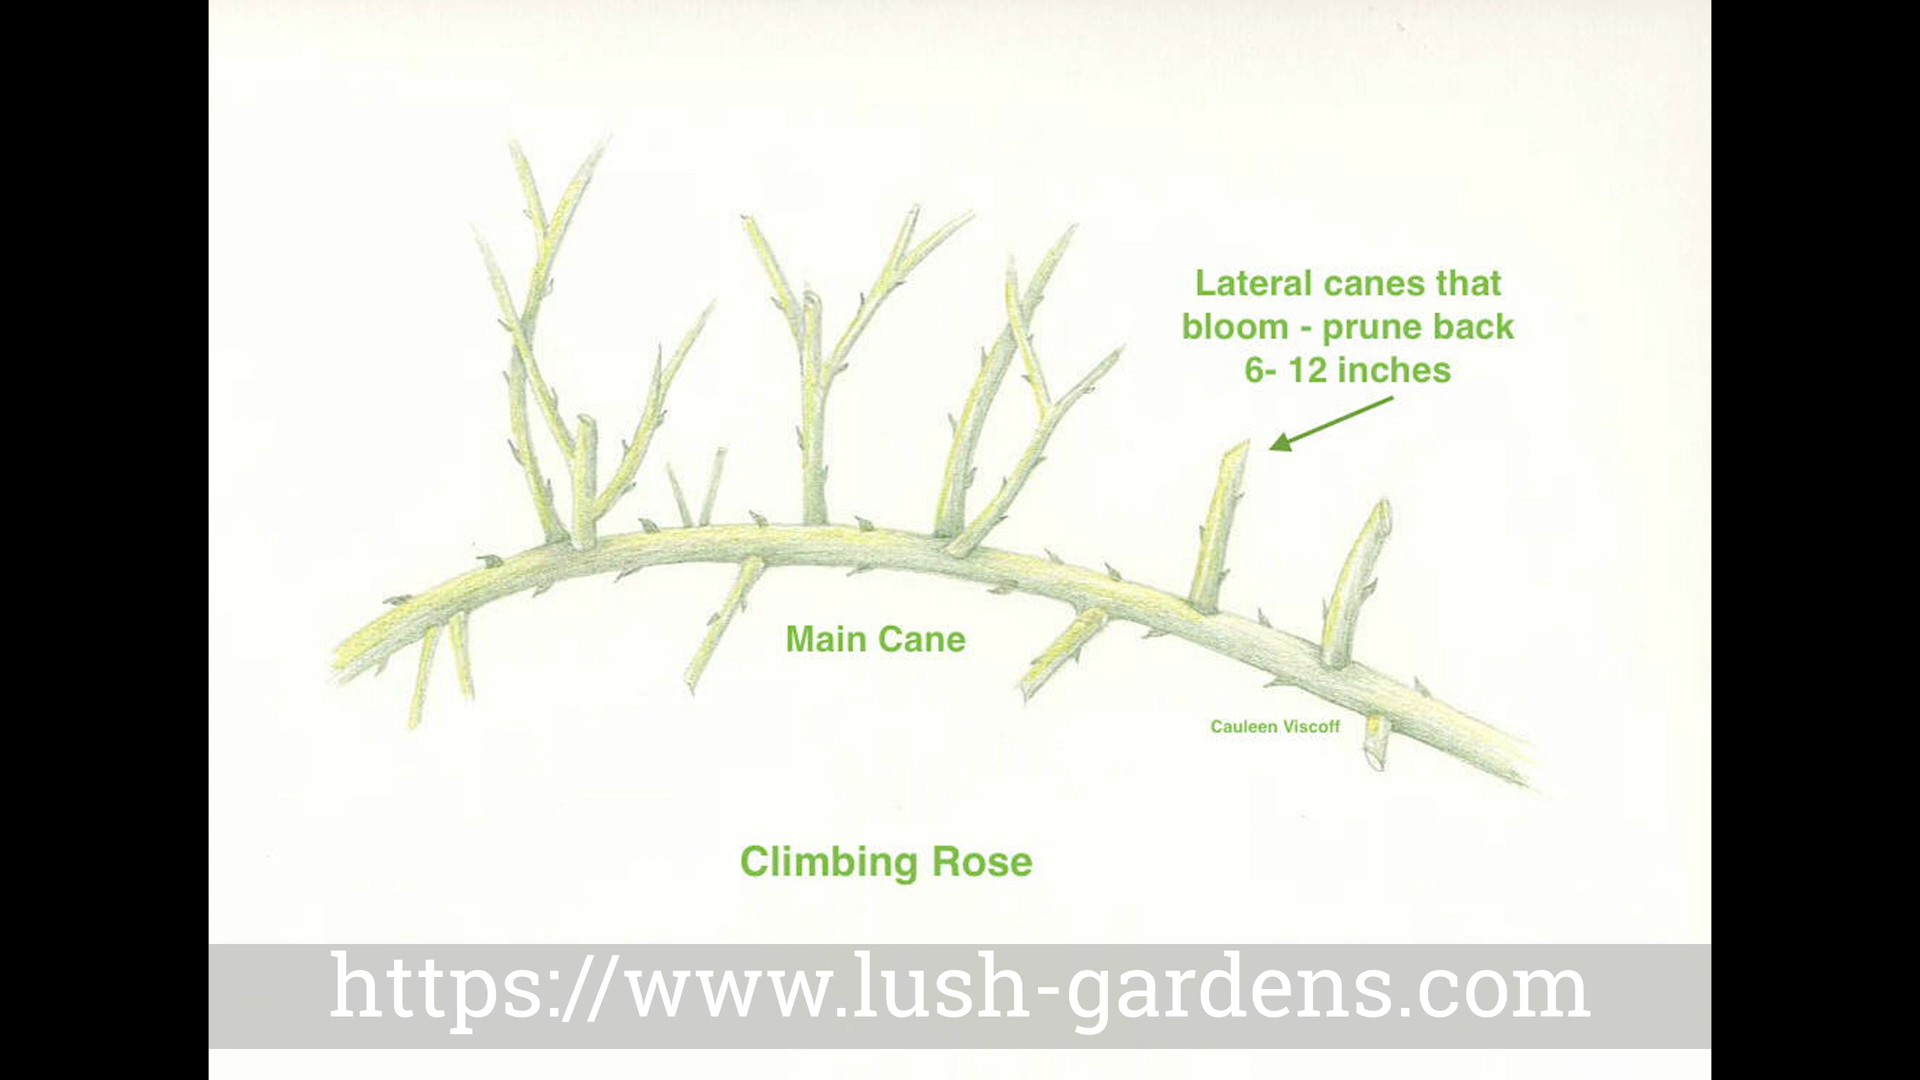 Lateral canes that
bloom - prune back
6- 12 inches
Main Cane
Cauleen Viscoff
Climbing Rose
https://www.lush-gardens.com